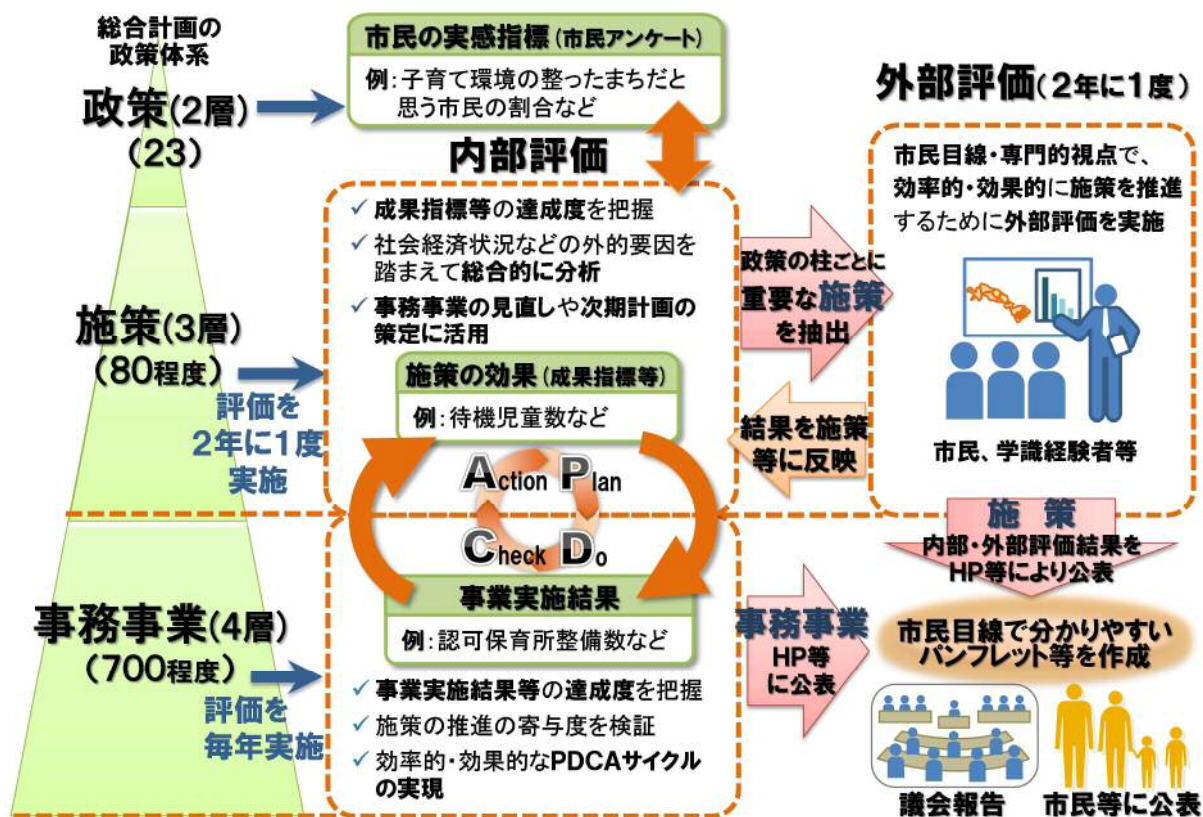 総合計画の
政策体系
政策(2層)
(23)
施策(3層)
(80程度)
評価を
2年に1度
実施
事務事業(4層)
(700程度)
評価を
毎年実施
市民の実感指標(市民アンケート)
例:子育て環境の整ったまちだと
思う市民の割合など
内部評価
✓ 成果指標等の達成度を把握
✓ 社会経済状況などの外的要因を
踏まえて総合的に分析
✓ 事務事業の見直しや次期計画の
策定に活用
施策の効果(成果指標等)
例:待機児童数など
Action Plan
Check Do
事業実施結果
例:認可保育所整備数など
✓ 事業実施結果等の達成度を把握
✓ 施策の推進の寄与度を検証
✓ 効率的・効果的なPDCAサイクル
の実現
政策の柱ごとに
重要な施策
を抽出
結果を施策
等に反映
事務事業
HP等
に公表
外部評価(2年に1度)
市民目線・専門的視点で、
効率的・効果的に施策を推進
するために外部評価を実施
市民、学識経験者等
施策
内部・外部評価結果を
HP等により公表
市民目線で分かりやすい
パンフレット等を作成
議会報告
市民等に公表